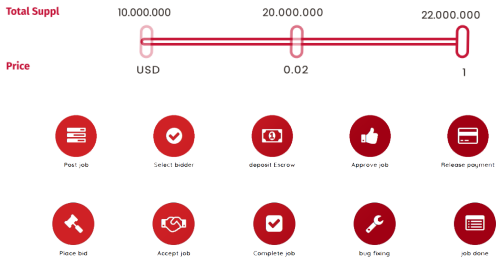 Total Suppl 10.000.000 20.000.000 22.000.000
Price USD 0.02 1
Post job Select bidder deposit Escrow Approve job Release payment
Place bid Accept job Complete job bug fixing job done